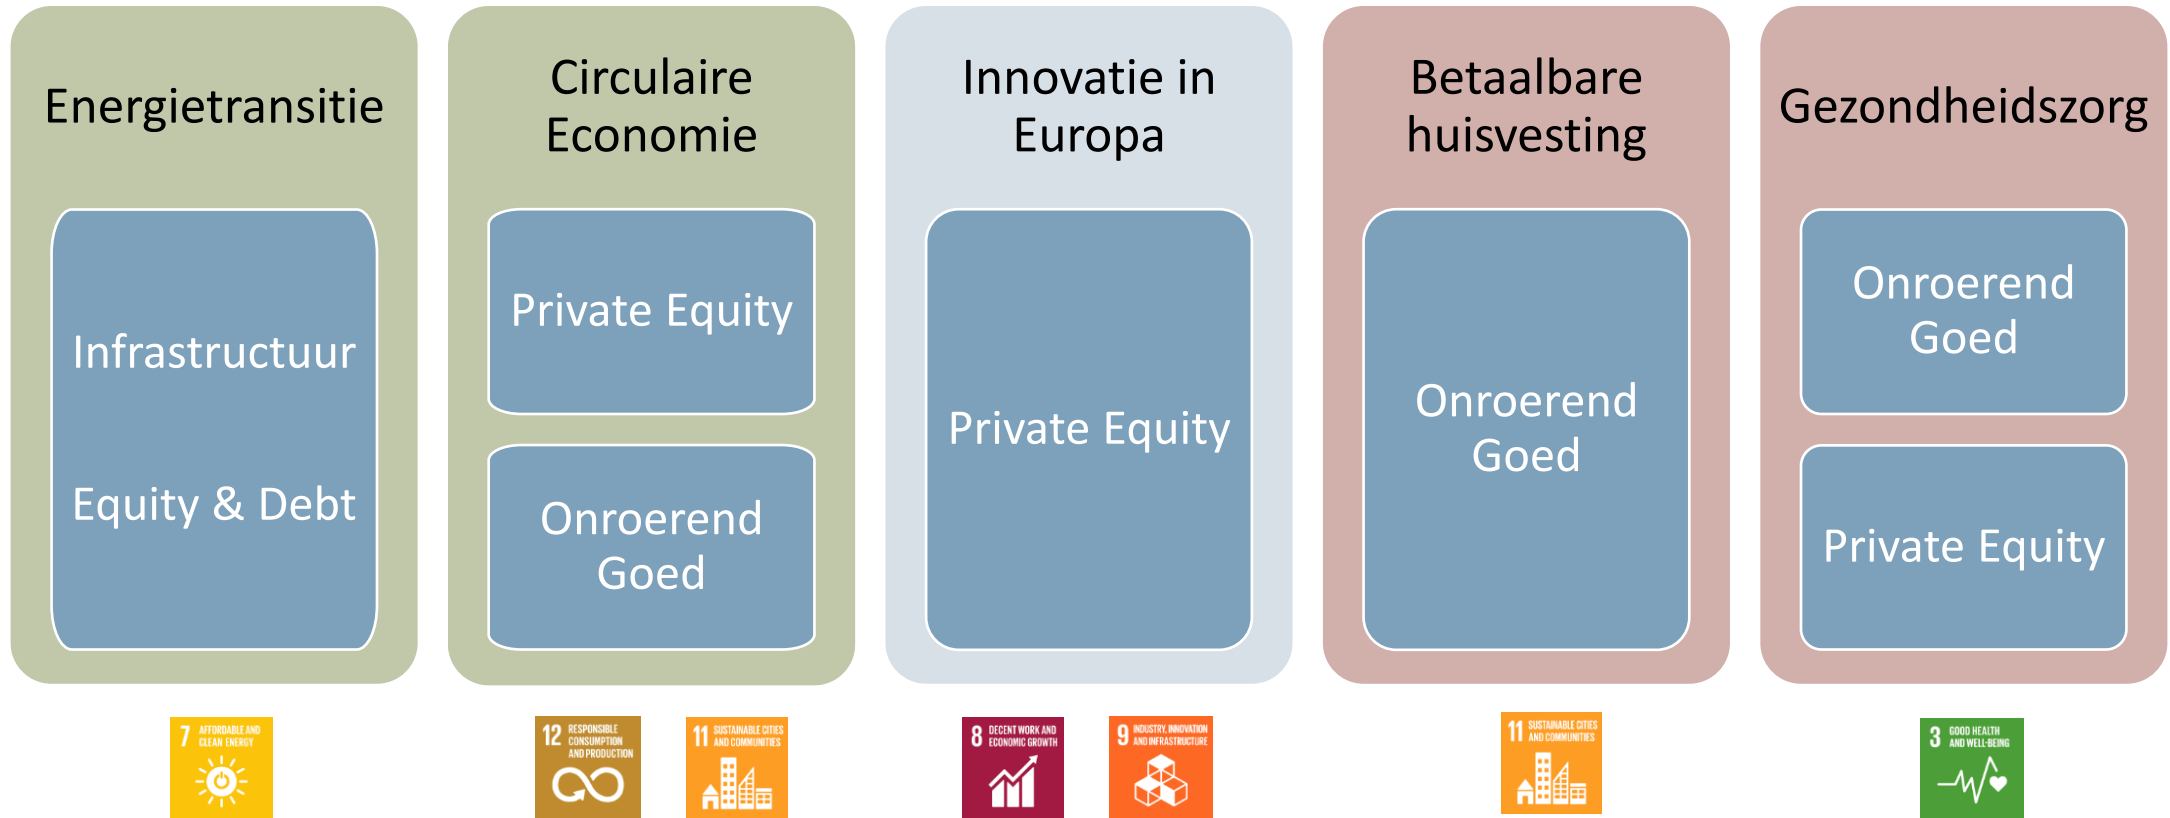 Energietransitie
Infrastructuur
Equity & Debt
Circulaire
Economie
Private Equity
Onroerend
Goed
Innovatie in
Europa
Private Equity
Betaalbare
huisvesting
Onroerend
Goed
Gezondheidszorg
Onroerend
Goed
Private Equity
7 AFFORDABLE AND
CLEAN ENERGY
12 RESPONSIBLE
CONSUMPTION
AND PRODUCTION
11 SUSTAINABLE CITIES
AND COMMUNITIES
8 DECENT WORK AND
ECONOMIC GROWTH
9 INDUSTRY, INNOVATION
AND INFRASTRUCTURE
11 SUSTAINABLE CITIES
AND COMMUNITIES
3 GOOD HEALTH
AND WELL-BEING